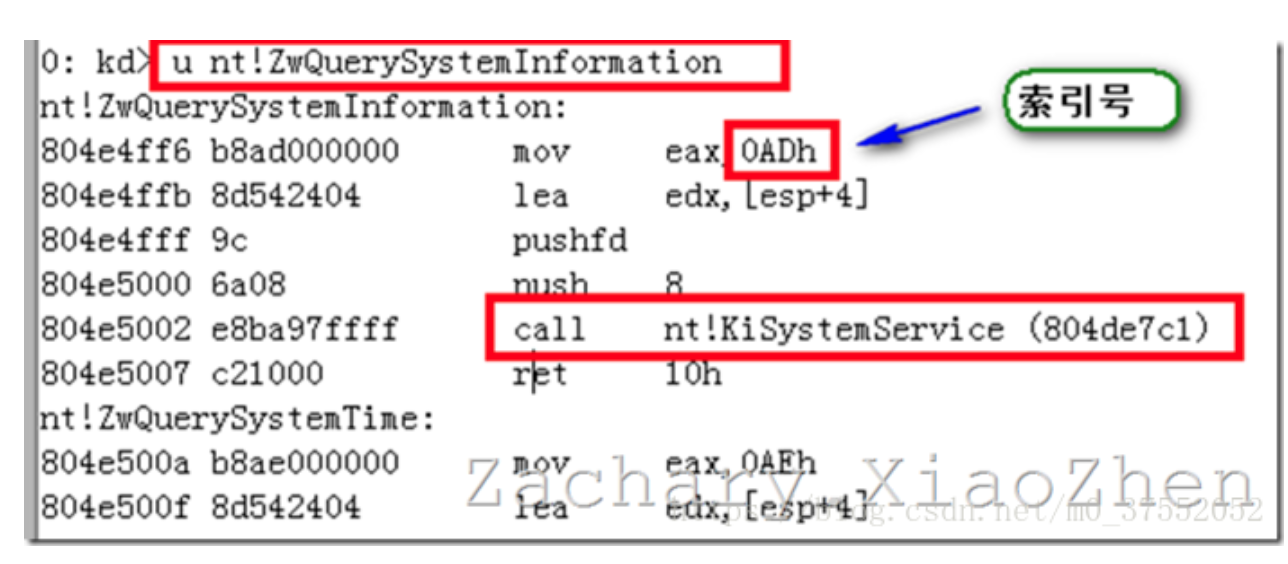 0: kd> u nt!ZwQuerySystemInformation
nt!ZwQuerySystemInformation:
索引号
804e4ff6 b8ad000000 mov eax,0ADh
804e4ffb 8d542404 lea edx,[esp+4]
804e4fff 9c pushfd
804e5000 6a08 push 8
804e5002 e8ba97ffff call nt!KiSystemService (804de7c1)
804e5007 c21000 ret 10h
nt!ZwQuerySystemTime:
804e500a b8ae000000 mov eax,0AEh
804e500f 8d542404 lea edx,[esp+4]
Zachary XiaoZhen
blog.csdn.net/m0_37552052